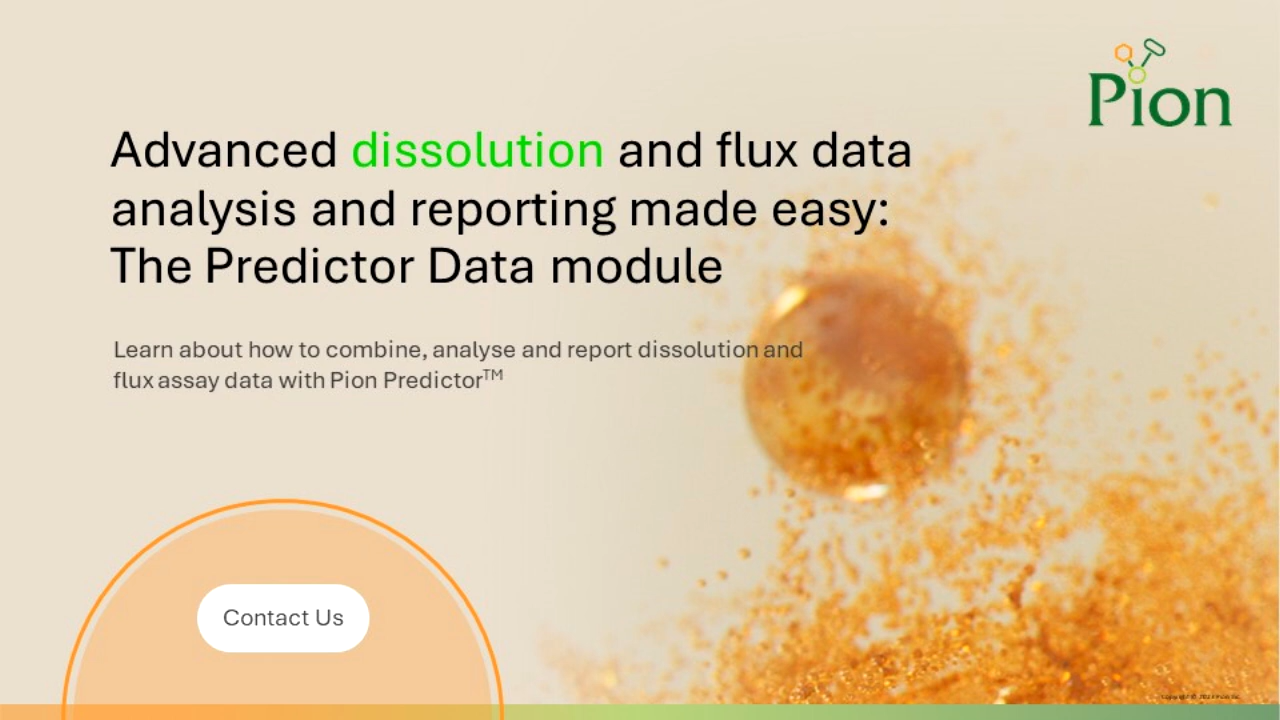 Pion
Advanced dissolution and flux data
analysis and reporting made easy:
The Predictor Data module
Learn about how to combine, analyse and report dissolution and
flux assay data with Pion Predictor™
Contact Us